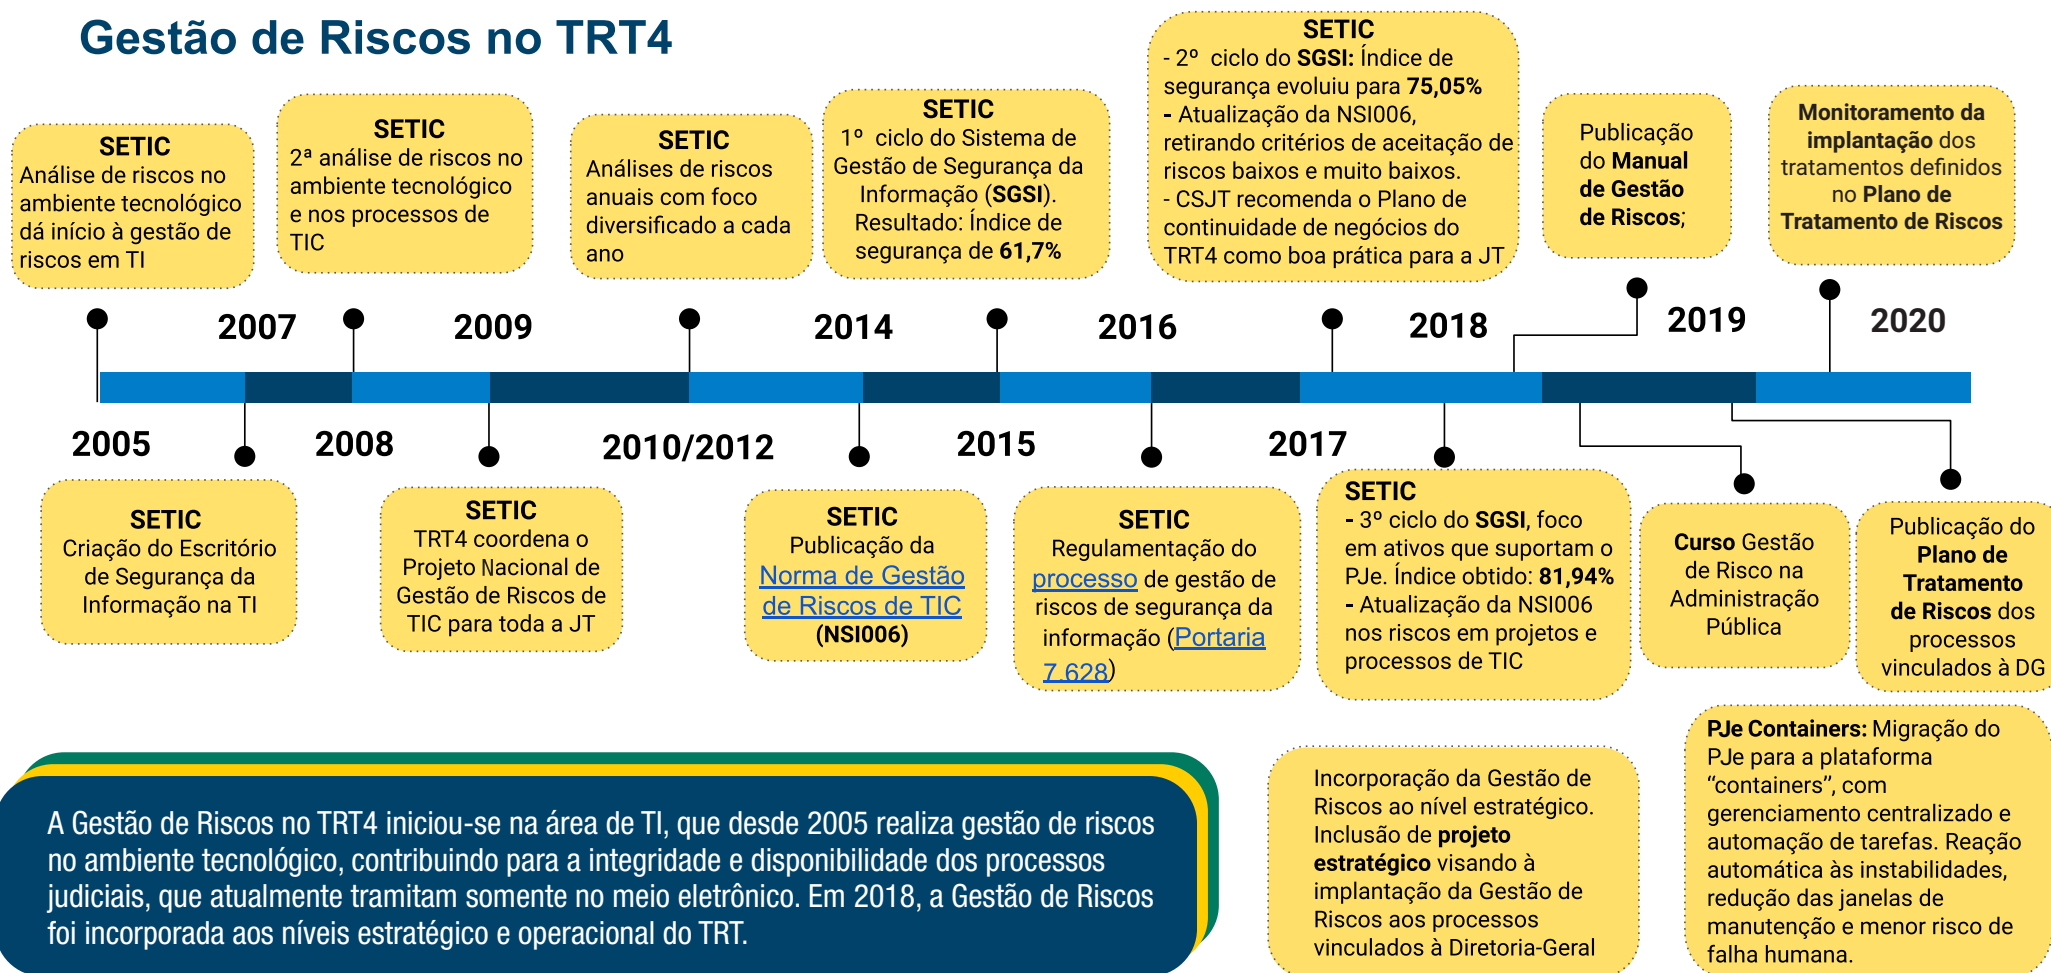 Gestão de Riscos no TRT4
SETIC
Análise de riscos no
ambiente tecnológico
dá início à gestão de
riscos em TI
SETIC
2ª análise de riscos no
ambiente tecnológico
e nos processos de
TIC
SETIC
Análises de riscos
anuais com foco
diversificado a cada
ano
SETIC
1º ciclo do Sistema de
Gestão de Segurança da
Informação (SGSI).
Resultado: Índice de
segurança de 61,7%
SETIC
- 2º ciclo do SGSI: Índice de
segurança evoluiu para 75,05%
- Atualização da NSI006,
retirando critérios de aceitação de
riscos baixos e muito baixos.
- CSJT recomenda o Plano de
continuidade de negócios do
TRT4 como boa prática para a JT
Publicação
do Manual
de Gestão
de Riscos;
Monitoramento da
implantação dos
tratamentos definidos
no Plano de
Tratamento de Riscos
2007
2009
2014
2016
2018
2019
2020
2005
2008
2010/2012
2015
2017
SETIC
Criação do Escritório
de Segurança da
Informação na TI
SETIC
TRT4 coordena o
Projeto Nacional de
Gestão de Riscos de
TIC para toda a JT
SETIC
Publicação da
Norma de Gestão
de Riscos de TIC
(NSI006)
SETIC
Regulamentação do
processo de gestão de
riscos de segurança da
informação (Portaria
7.628)
SETIC
- 3º ciclo do SGSI, foco
em ativos que suportam o
PJe. Índice obtido: 81,94%
- Atualização da NSI006
nos riscos em projetos e
processos de TIC
Curso Gestão
de Risco na
Administração
Pública
Publicação do
Plano de
Tratamento
de Riscos dos
processos
vinculados à DG
A Gestão de Riscos no TRT4 iniciou-se na área de TI, que desde 2005 realiza gestão de riscos
no ambiente tecnológico, contribuindo para a integridade e disponibilidade dos processos
judiciais, que atualmente tramitam somente no meio eletrônico. Em 2018, a Gestão de Riscos
foi incorporada aos níveis estratégico e operacional do TRT.
Incorporação da Gestão de
Riscos ao nível estratégico.
Inclusão de projeto
estratégico visando à
implantação da Gestão de
Riscos aos processos
vinculados à Diretoria-Geral
PJe Containers: Migração do
PJe para a plataforma
“containers”, com
gerenciamento centralizado e
automação de tarefas. Reação
automática às instabilidades,
redução das janelas de
manutenção e menor risco de
falha humana.